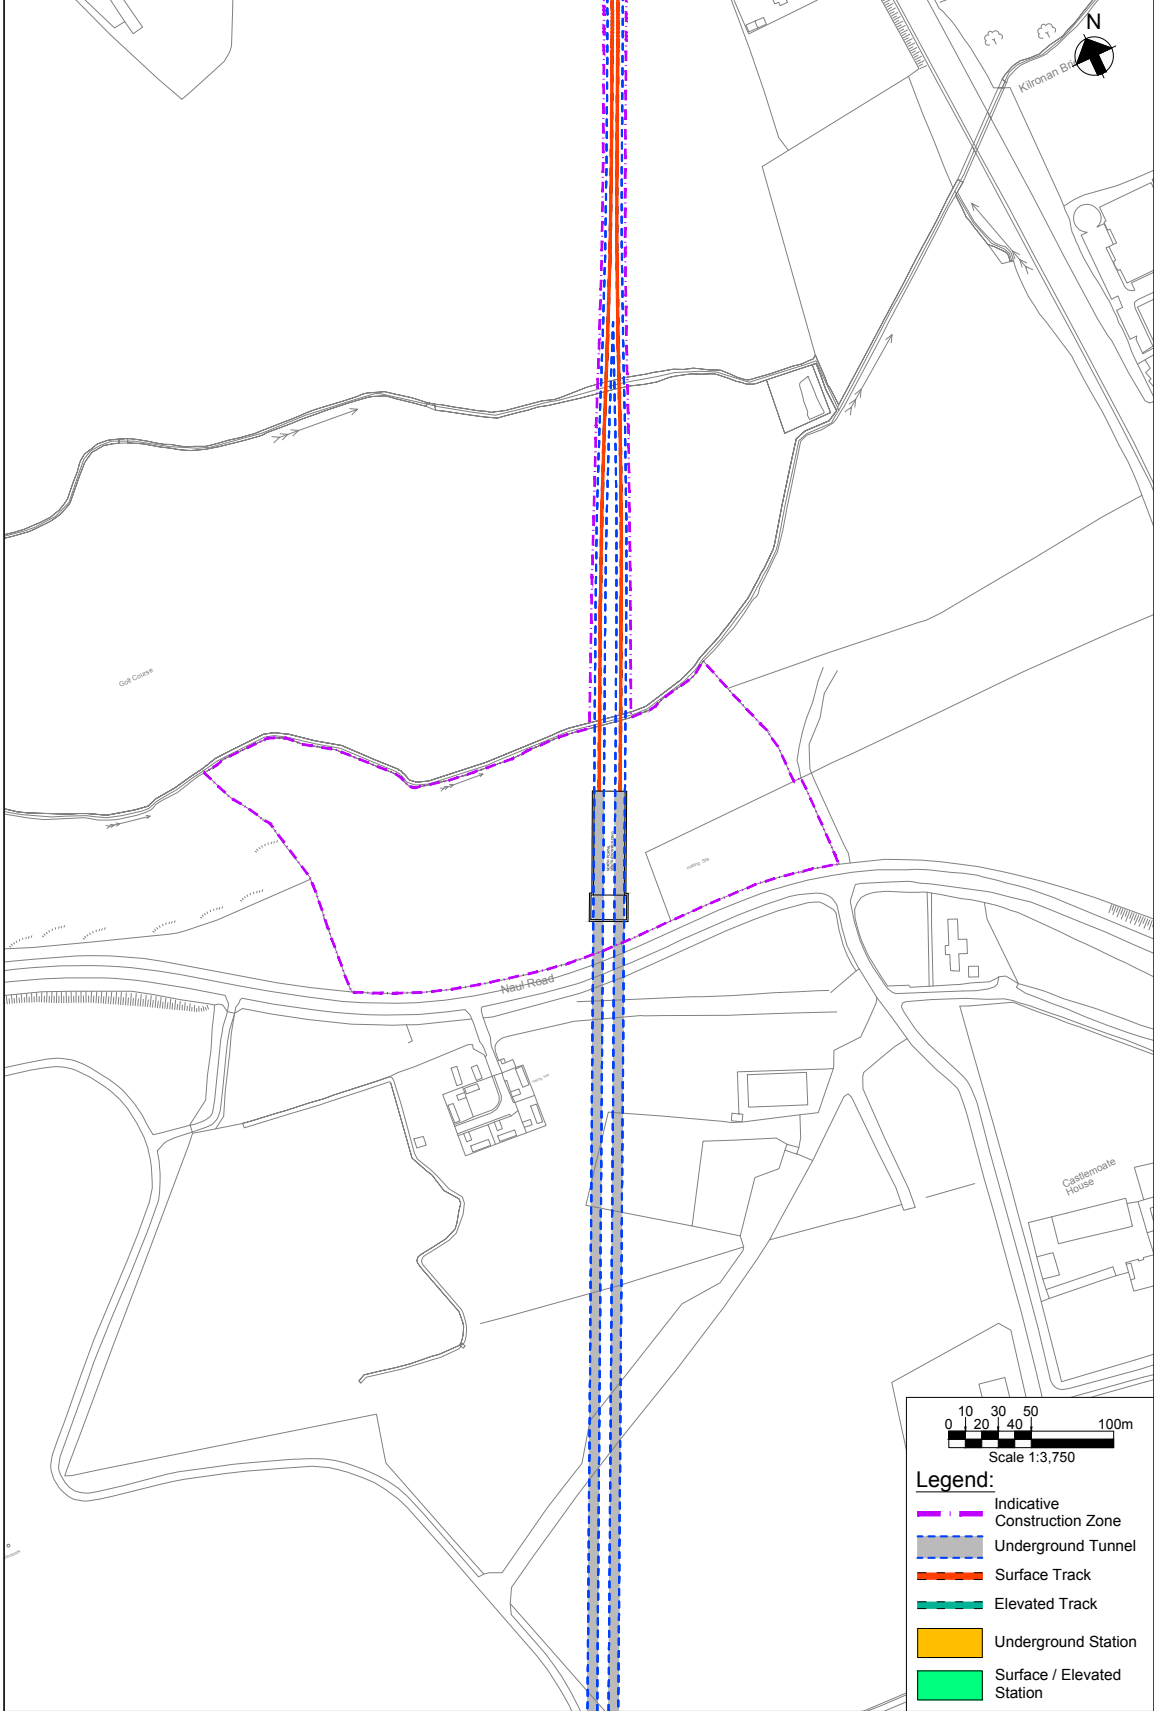 N
Kilronan Bri
Golf Course
Naul Road
Castlemoate
House
10 30 50
0 20 40 100m
Scale 1:3,750
Legend:
Indicative
Construction Zone
Underground Tunnel
Surface Track
Elevated Track
Underground Station
Surface / Elevated
Station